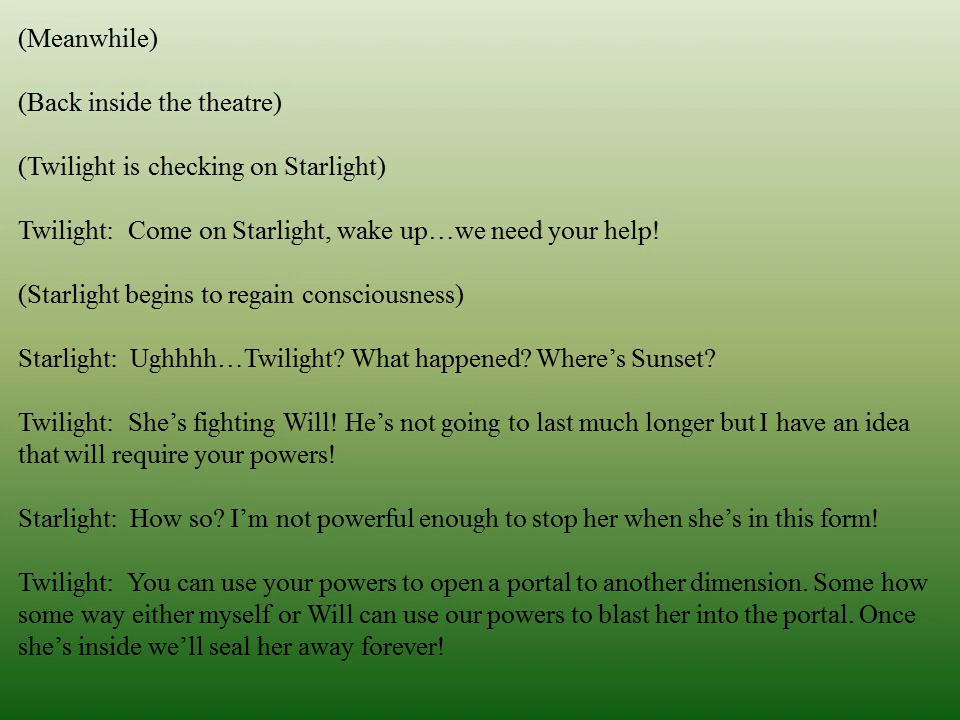 (Meanwhile)
(Back inside the theatre)
(Twilight is checking on Starlight)
Twilight:  Come on Starlight, wake up…we need your help!
(Starlight begins to regain consciousness)
Starlight:  Ughhhh…Twilight? What happened? Where’s Sunset?
Twilight:  She’s fighting Will! He’s not going to last much longer but I have an idea
that will require your powers!
Starlight:  How so? I’m not powerful enough to stop her when she’s in this form!
Twilight:  You can use your powers to open a portal to another dimension. Some how
some way either myself or Will can use our powers to blast her into the portal. Once
she’s inside we’ll seal her away forever!